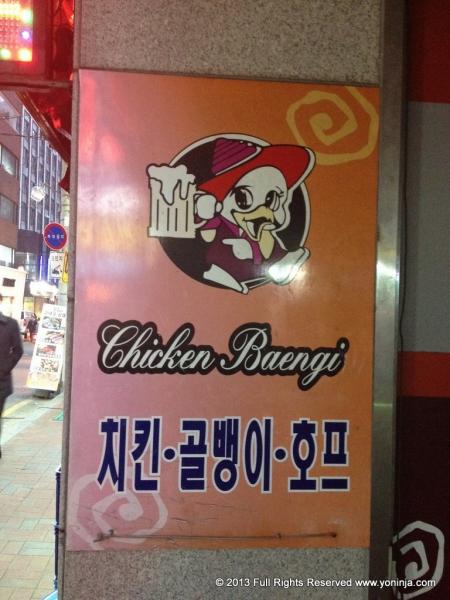 Chicken Baengi
치킨·골뱅이·호프
© 2013 Full Rights Reserved www.yoninja.com